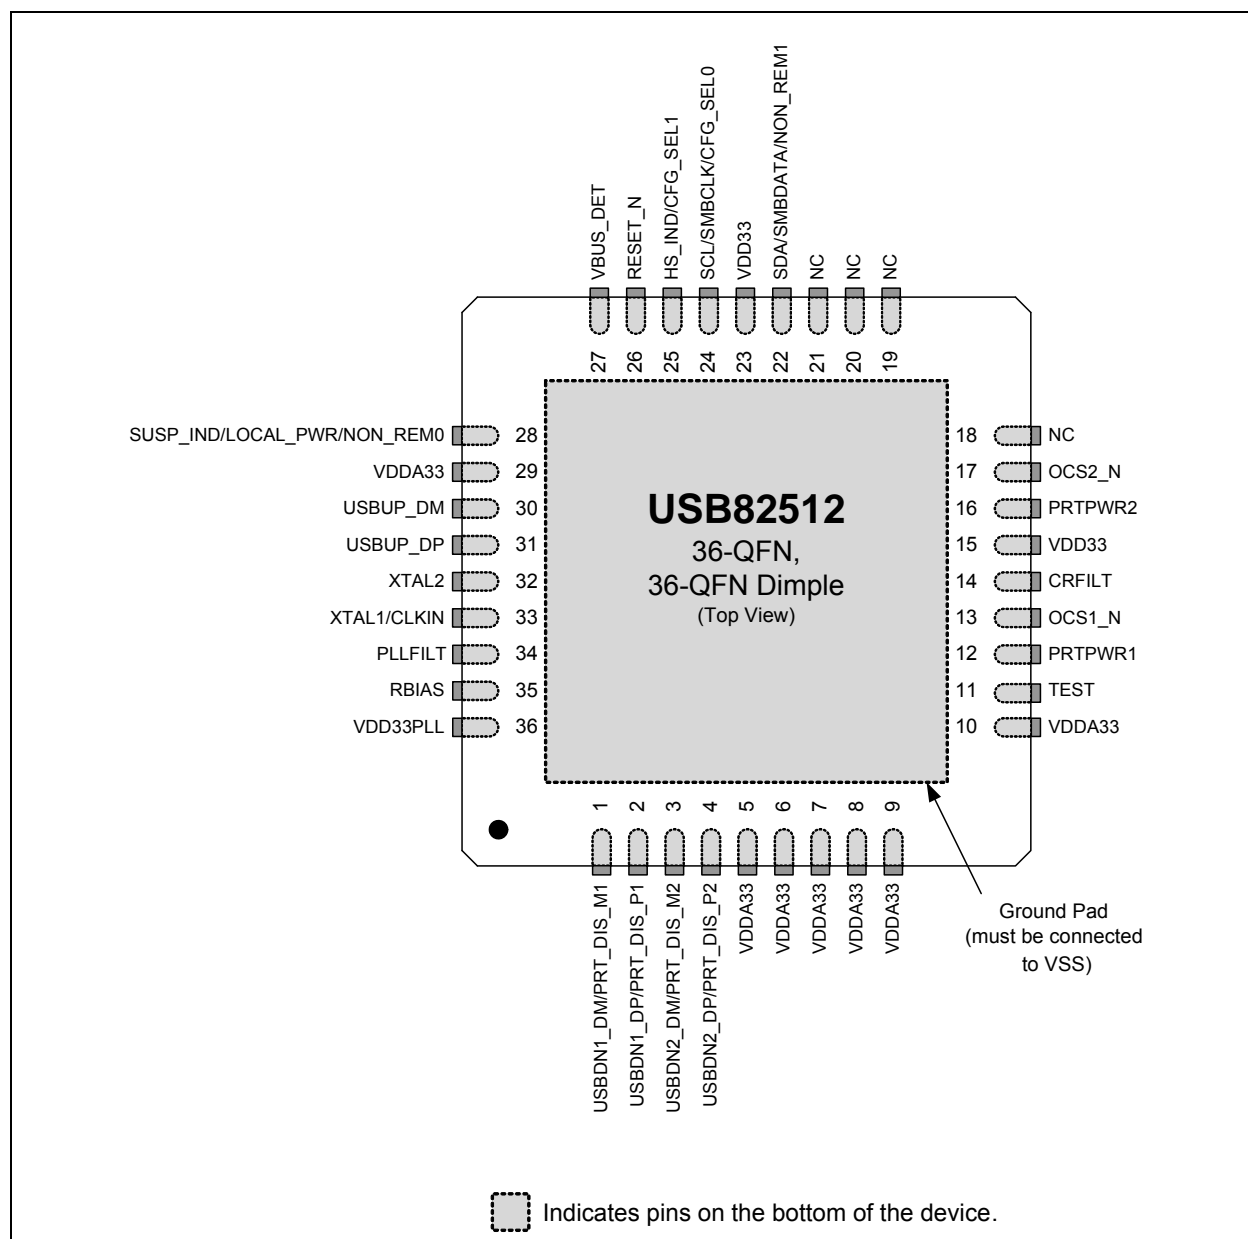 VBUS_DET
RESET_N
HS_IND/CFG_SEL1
SCL/SMBCLK/CFG_SEL0
VDD33
SDA/SMBDATA/NON_REM1
NC
NC
NC
27
26
25
24
23
22
21
20
19
SUSP_IND/LOCAL_PWR/NON_REM0
28
VDDA33
29
USBUP_DM
30
USBUP_DP
31
XTAL2
32
XTAL1/CLKIN
33
PLLFILT
34
RBIAS
35
VDD33PLL
36
USB82512
36-QFN,
36-QFN Dimple
(Top View)
18
NC
17
OCS2_N
16
PRTPWR2
15
VDD33
14
CRFILT
13
OCS1_N
12
PRTPWR1
11
TEST
10
VDDA33
1
2
3
4
5
6
7
8
9
USBDN1_DM/PRT_DIS_M1
USBDN1_DP/PRT_DIS_P1
USBDN2_DM/PRT_DIS_M2
USBDN2_DP/PRT_DIS_P2
VDDA33
VDDA33
VDDA33
VDDA33
VDDA33
Ground Pad
(must be connected
to VSS)
Indicates pins on the bottom of the device.